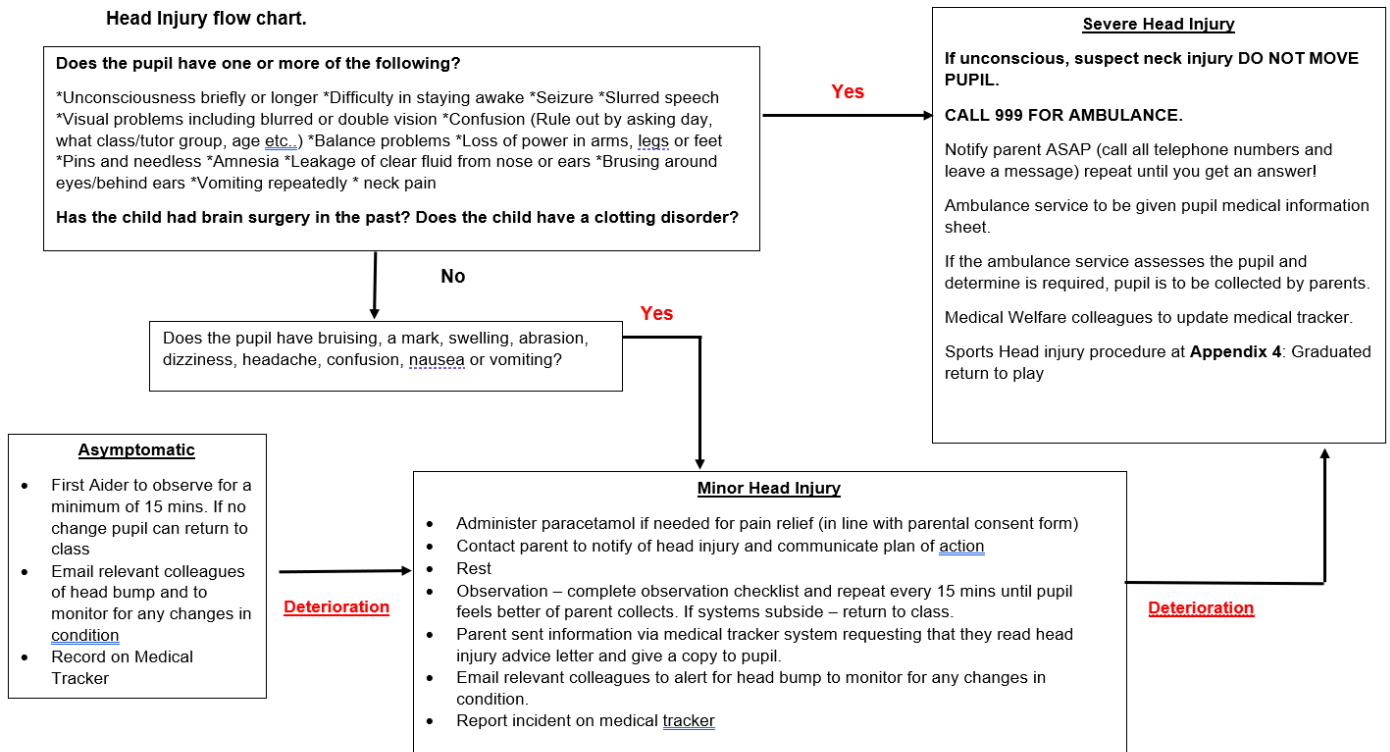 Head Injury flow chart.
Does the pupil have one or more of the following?
*Unconsciousness briefly or longer *Difficulty in staying awake *Seizure *Slurred speech
*Visual problems including blurred or double vision *Confusion (Rule out by asking day,
what class/tutor group, age etc..) *Balance problems *Loss of power in arms, legs or feet
*Pins and needless *Amnesia *Leakage of clear fluid from nose or ears *Brusing around
eyes/behind ears *Vomiting repeatedly * neck pain
Has the child had brain surgery in the past? Does the child have a clotting disorder?
Yes
Severe Head Injury
If unconscious, suspect neck injury DO NOT MOVE
PUPIL.
CALL 999 FOR AMBULANCE.
Notify parent ASAP (call all telephone numbers and
leave a message) repeat until you get an answer!
Ambulance service to be given pupil medical information
sheet.
If the ambulance service assesses the pupil and
determine is required, pupil is to be collected by parents.
Medical Welfare colleagues to update medical tracker.
Sports Head injury procedure at Appendix 4: Graduated
return to play
No
Does the pupil have bruising, a mark, swelling, abrasion,
dizziness, headache, confusion, nausea or vomiting?
Yes
Asymptomatic
• First Aider to observe for a
minimum of 15 mins. If no
change pupil can return to
class
• Email relevant colleagues
of head bump and to
monitor for any changes in
condition
• Record on Medical
Tracker
Deterioration
Minor Head Injury
• Administer paracetamol if needed for pain relief (in line with parental consent form)
• Contact parent to notify of head injury and communicate plan of action
• Rest
• Observation – complete observation checklist and repeat every 15 mins until pupil
feels better of parent collects. If systems subside – return to class.
• Parent sent information via medical tracker system requesting that they read head
injury advice letter and give a copy to pupil.
• Email relevant colleagues to alert for head bump to monitor for any changes in
condition.
• Report incident on medical tracker
Deterioration